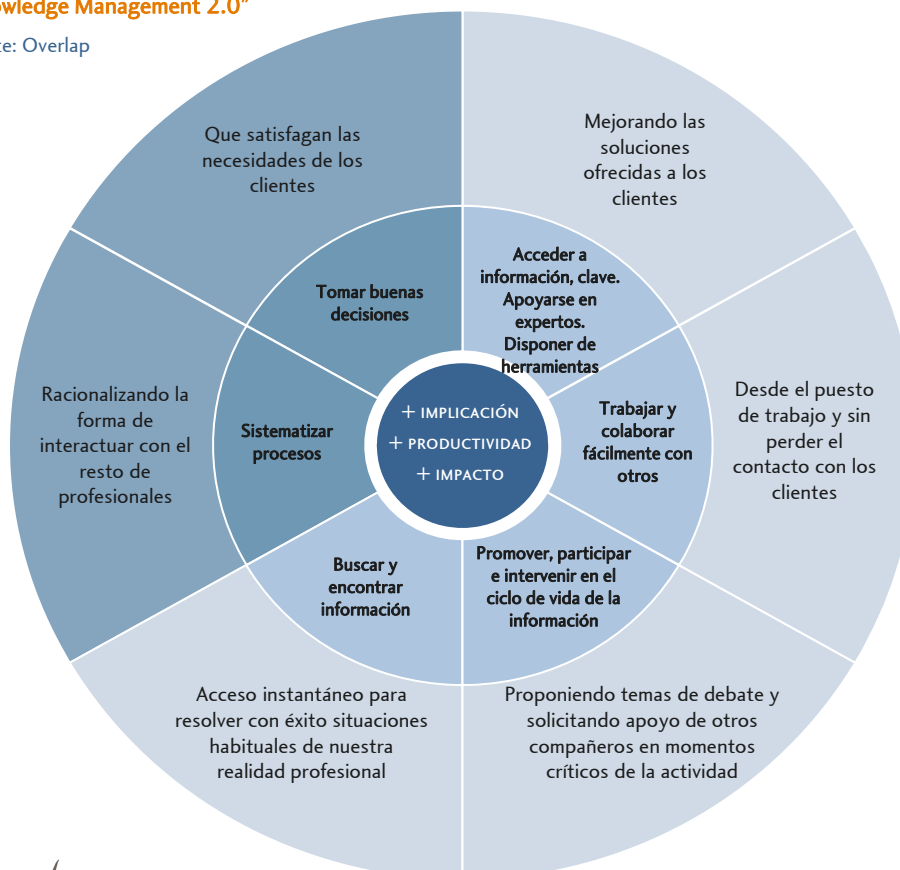 wledge Management 2.0”
te: Overlap
Que satisfagan las
necesidades de los
clientes
Mejorando las
soluciones
ofrecidas a los
clientes
Tomar buenas
decisiones
Acceder a
información, clave.
Apoyarse en
expertos.
Disponer de
herramientas
Racionalizando la
forma de
interactuar con el
resto de
profesionales
Sistematizar
procesos
+ IMPLICACIÓN
+ PRODUCTIVIDAD
+ IMPACTO
Trabajar y
colaborar
fácilmente con
otros
Desde el puesto
de trabajo y sin
perder el
contacto con los
clientes
Buscar y
encontrar
información
Promover, participar
e intervenir en el
ciclo de vida de la
información
Acceso instantáneo para
resolver con éxito situaciones
habituales de nuestra
realidad profesional
Proponiendo temas de debate y
solicitando apoyo de otros
compañeros en momentos
críticos de la actividad